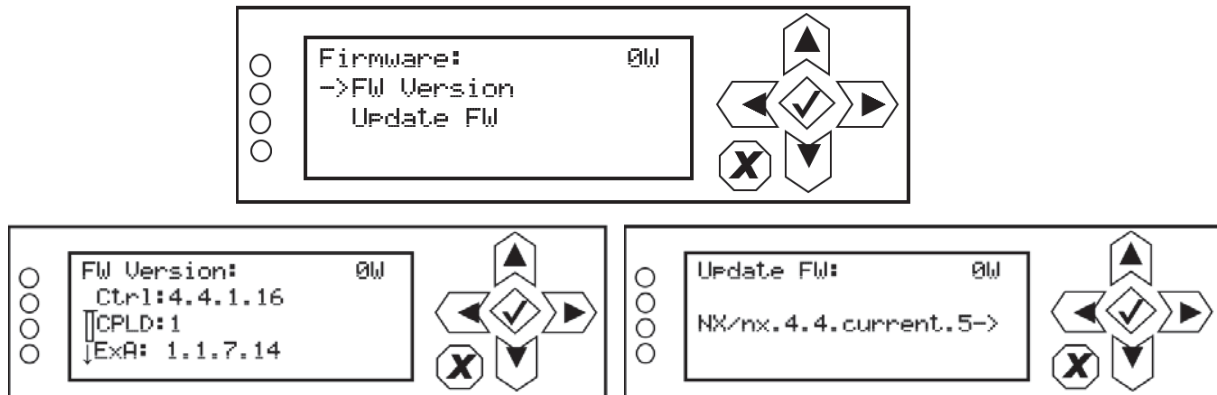 Firmware: 0W
->FW Version
Update FW
X
FW Version: 0W
Ctrl:4.4.1.16
CPLD:1
↓ExA: 1.1.7.14
X
Update FW: 0W
NX/nx.4.4.current.5->
X